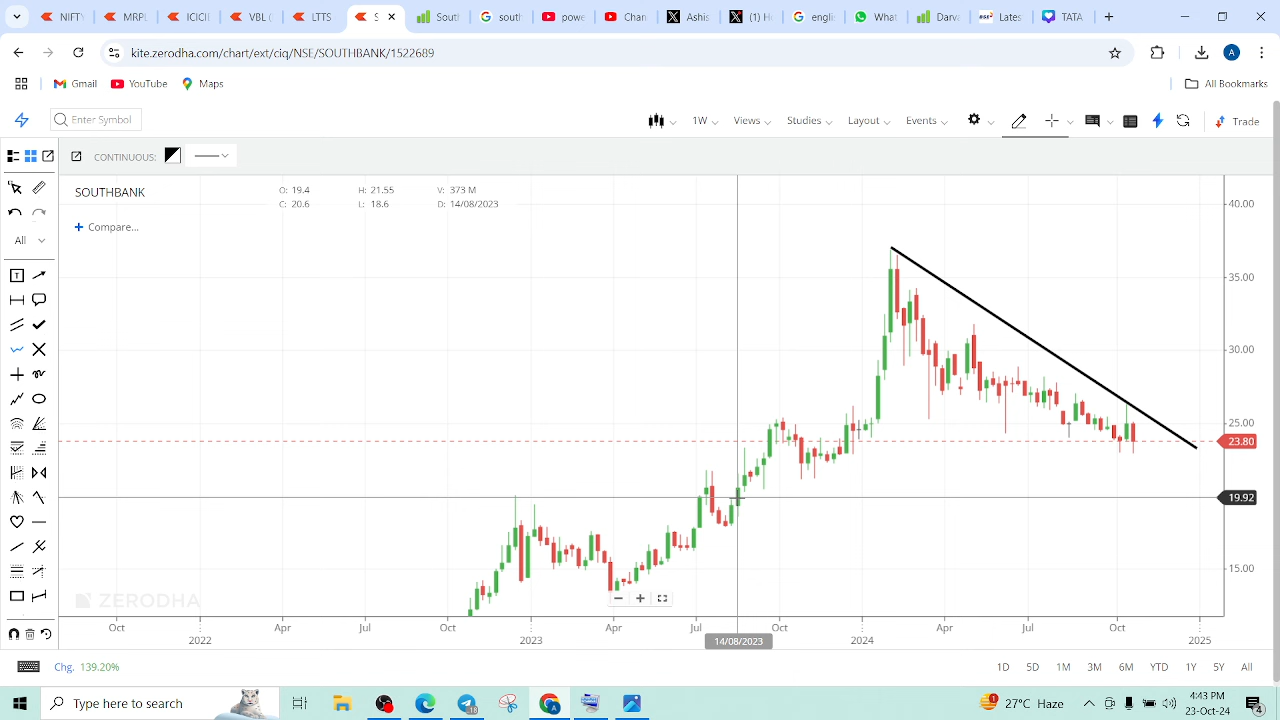 MRPL
ICICI
VBL (
LTTS
South
sout
powe
Chan
Ashis
(1) H
englis
What
Darva
Lates
TATA
kite.zerodha.com/chart/ext/ciq/NSE/SOUTHBANK/1522689
A
Gmail YouTube Maps All Bookmarks
Enter Symbol 1W Views Studies Layout Events Trade
CONTINUOUS:
SOUTHBANK O: 19.4 H: 21.55 V: 373 M
C: 20.6 L: 18.6 D: 14/08/2023
+ Compare...
All
T
40.00
35.00
30.00
25.00
23.80
19.92
15.00
ZERODHA
Oct 2022 Apr Jul Oct 2023 Apr Jul Oct 2024 Apr Jul Oct 2025
14/08/2023
Chg. 139.20% 1D 5D 1M 3M 6M YTD 1Y 5Y All
Type here to search 22°C Haze 4:43 PM
23-Oct-24